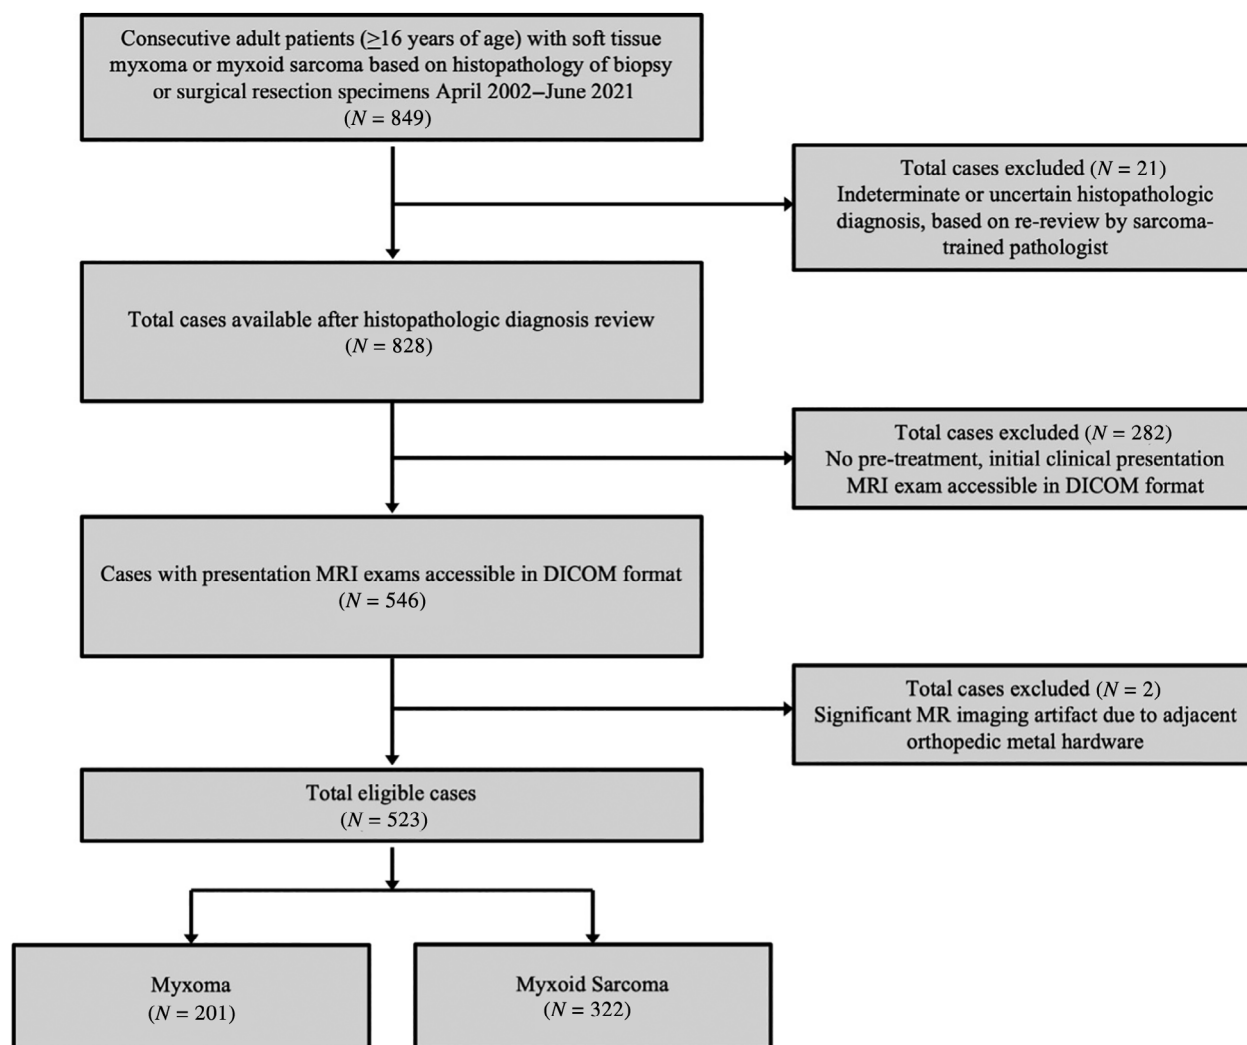 Consecutive adult patients (≥16 years of age) with soft tissue
myxoma or myxoid sarcoma based on histopathology of biopsy
or surgical resection specimens April 2002–June 2021
(N = 849)
Total cases excluded (N = 21)
Indeterminate or uncertain histopathologic
diagnosis, based on re-review by sarcoma-
trained pathologist
Total cases available after histopathologic diagnosis review
(N = 828)
Total cases excluded (N = 282)
No pre-treatment, initial clinical presentation
MRI exam accessible in DICOM format
Cases with presentation MRI exams accessible in DICOM format
(N = 546)
Total cases excluded (N = 2)
Significant MR imaging artifact due to adjacent
orthopedic metal hardware
Total eligible cases
(N = 523)
Myxoma
(N = 201)
Myxoid Sarcoma
(N = 322)